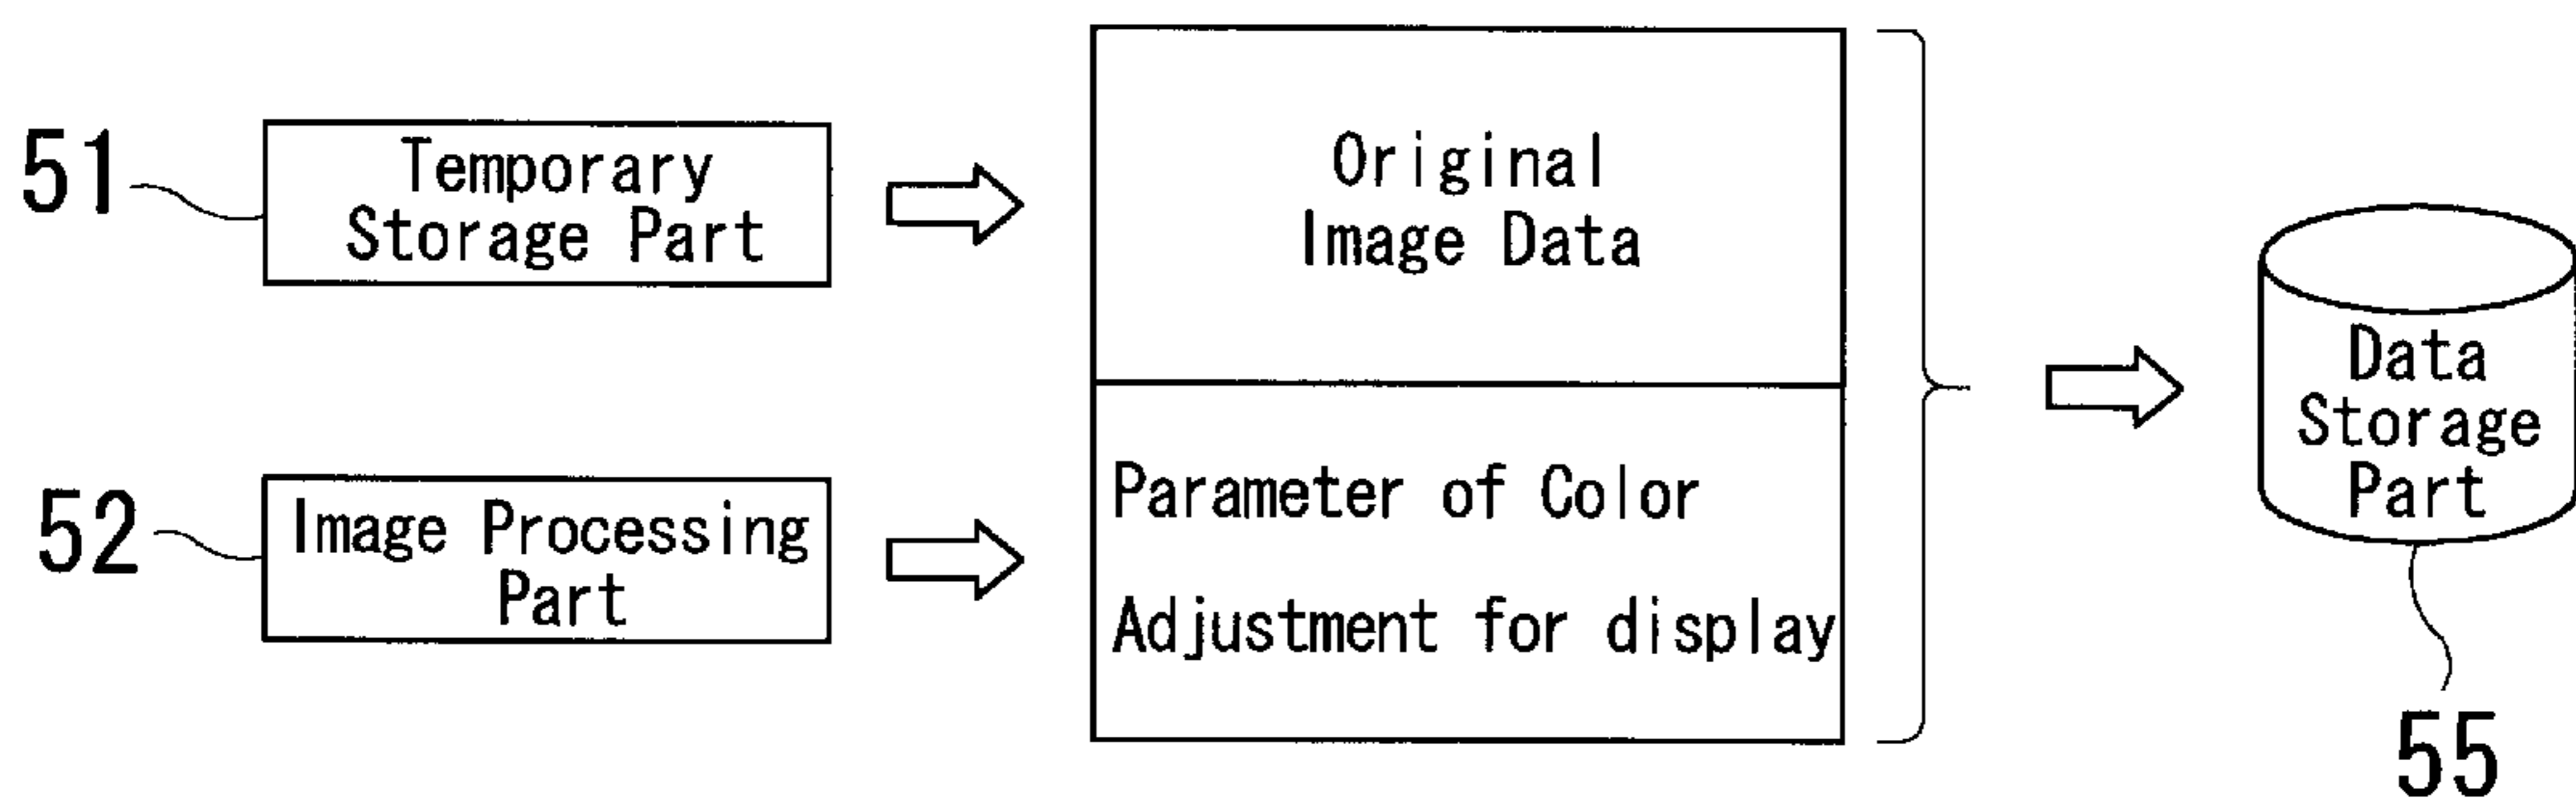 51
Temporary
Storage Part
Original
Image Data
52
Image Processing
Part
Parameter of Color
Adjustment for display
Data
Storage
Part
55